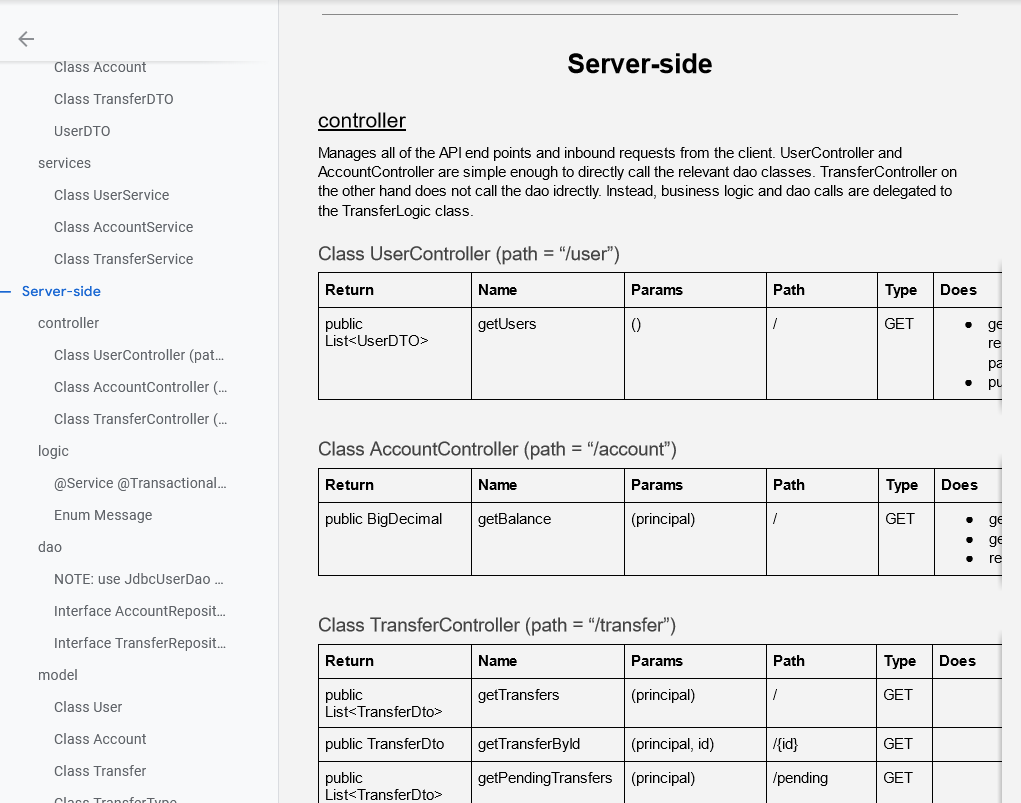 Class Account
Class TransferDTO
UserDTO
services
Class UserService
Class AccountService
Class TransferService
Server-side
controller
Class UserController (pat…
Class AccountController (…
Class TransferController (…
logic
@Service @Transactional…
Enum Message
dao
NOTE: use JdbcUserDao …
Interface AccountReposit…
Interface TransferReposit…
model
Class User
Class Account
Class Transfer
Class TransferType
Server-side
controller
Manages all of the API end points and inbound requests from the client. UserController and
AccountController are simple enough to directly call the relevant dao classes. TransferController on
the other hand does not call the dao idrectly. Instead, business logic and dao calls are delegated to
the TransferLogic class.
Class UserController (path = “/user”)
Return Name Params Path Type Does
public getUsers () / GET ● ge
List<UserDTO> re
pa
● pu
Class AccountController (path = “/account”)
Return Name Params Path Type Does
public BigDecimal getBalance (principal) / GET ● ge
● ge
● re
Class TransferController (path = “/transfer”)
Return Name Params Path Type Does
public getTransfers (principal) / GET
List<TransferDto>
public TransferDto getTransferById (principal, id) /{id} GET
public getPendingTransfers (principal) /pending GET
List<TransferDto>